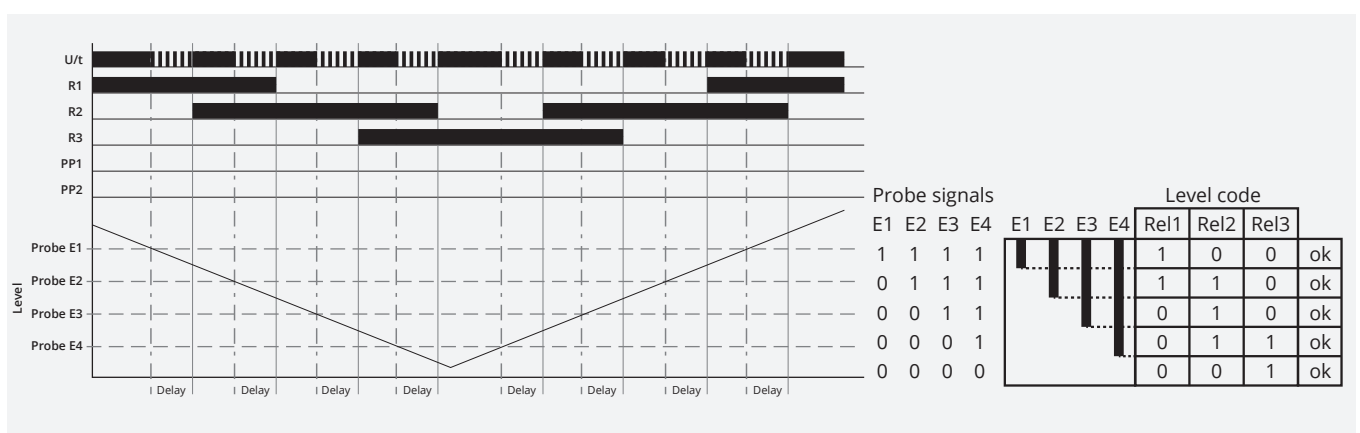 U/t
R1
R2
R3
PP1
PP2
Level
Probe E1
Probe E2
Probe E3
Probe E4
Delay Delay Delay Delay Delay Delay Delay Delay
Probe signals Level code
E1 E2 E3 E4 E1 E2 E3 E4 Rel1 Rel2 Rel3
1 1 1 1 1 0 0 ok
0 1 1 1 1 1 0 ok
0 0 1 1 0 1 0 ok
0 0 0 1 0 1 1 ok
0 0 0 0 0 0 1 ok